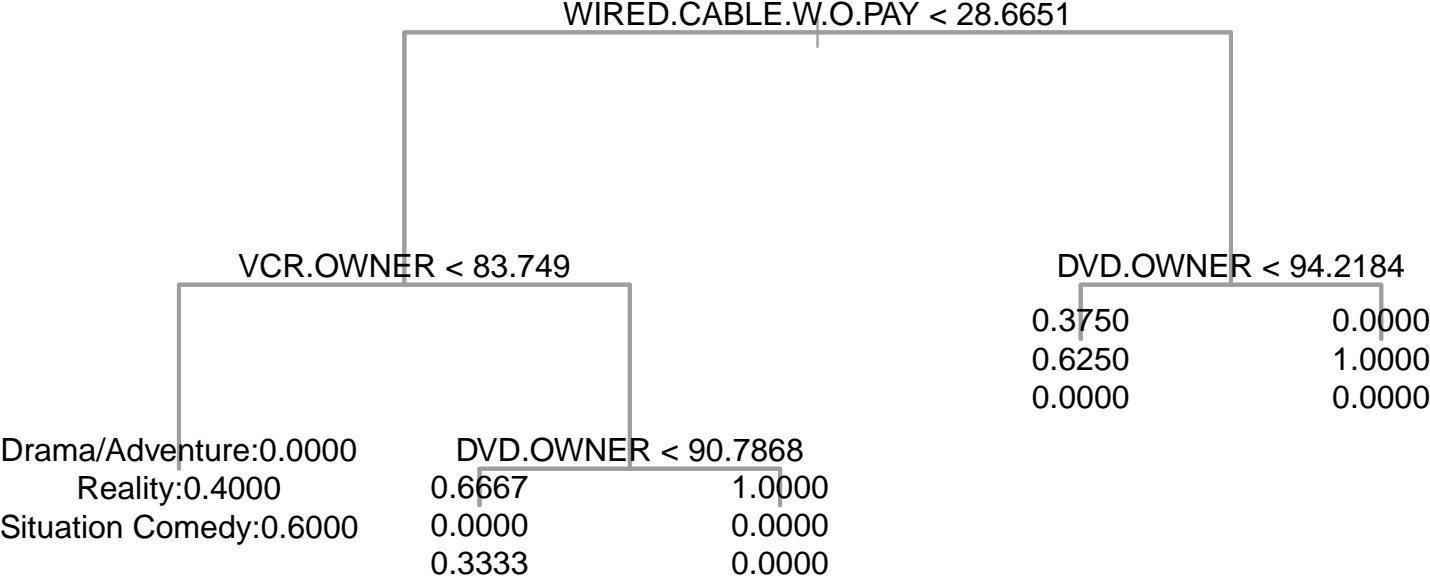 WIRED.CABLE.W.O.PAY < 28.6651
VCR.OWNER < 83.749
DVD.OWNER < 94.2184
0.3750
0.6250
0.0000
0.0000
1.0000
0.0000
Drama/Adventure:0.0000
Reality:0.4000
Situation Comedy:0.6000
DVD.OWNER < 90.7868
0.6667
0.0000
0.3333
1.0000
0.0000
0.0000